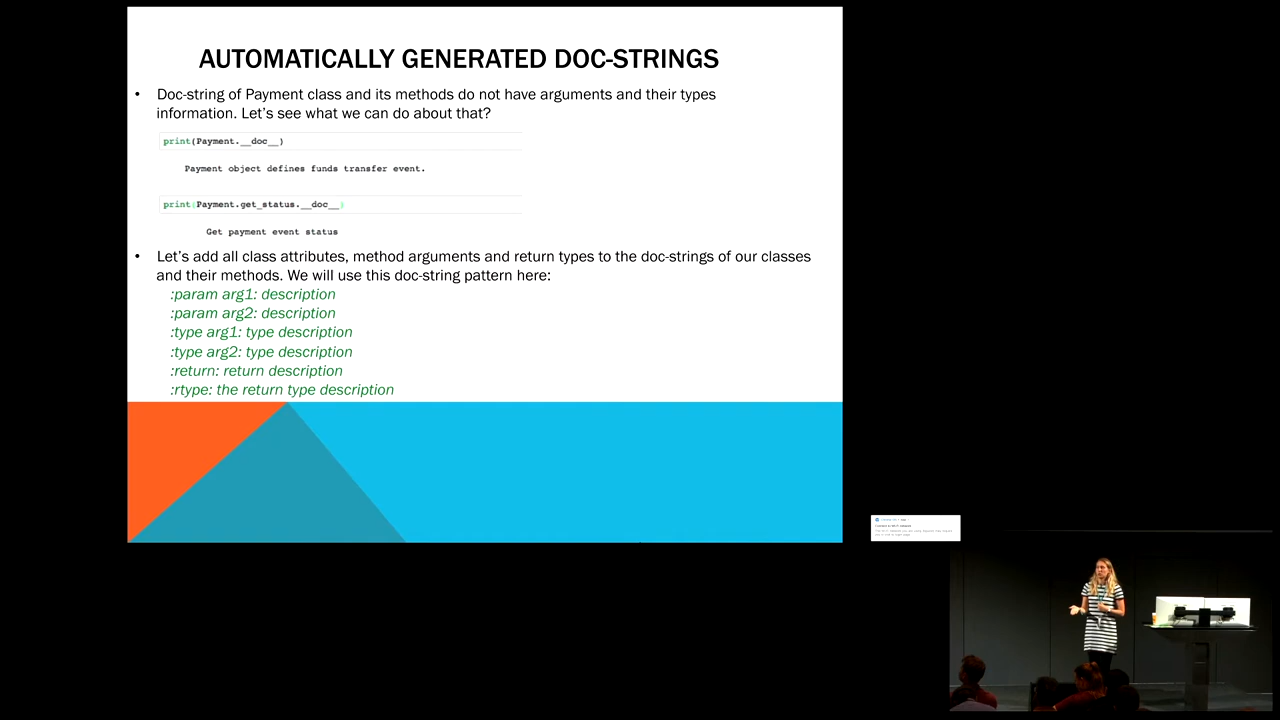 AUTOMATICALLY GENERATED DOC-STRINGS
• Doc-string of Payment class and its methods do not have arguments and their types
information. Let's see what we can do about that?
print(Payment.__doc__)
Payment object defines funds transfer event.
print(Payment.get_status.__doc__)
Get payment event status
• Let's add all class attributes, method arguments and return types to the doc-strings of our classes
and their methods. We will use this doc-string pattern here:
:param arg1: description
:param arg2: description
:type arg1: type description
:type arg2: type description
:return: return description
:rtype: the return type description